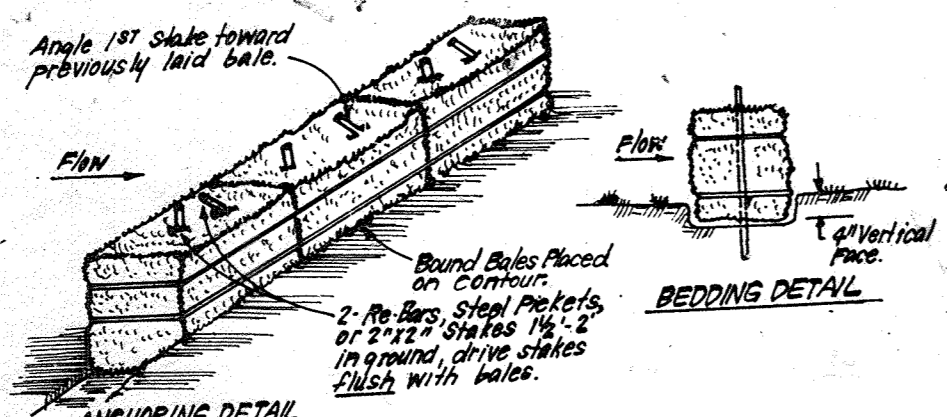 Angle 1ST stake toward
previously laid bale.
Flow
Bound Bales Placed
on contour.
2-Re-Bars, Steel Pickets,
or 2"x2" Stakes 1½'-2'
in ground, drive stakes
flush with bales.
ANCHORING DETAIL
Flow
4" Vertical
Face.
BEDDING DETAIL